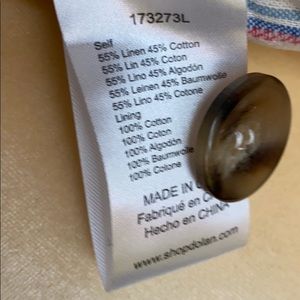 173273L
Self
55% Linen 45% Cotton
55% Lin 45% Coton
55% Lino 45% Algodón
55% Leinen 45% Baumwolle
55% Lino 45% Cotone
Lining
100% Cotton
100% Coton
100% Algodón
100% Baumwolle
100% Cotone
MADE IN
Fabriqué en
Hecho en CHINA
www.shopdolan.com